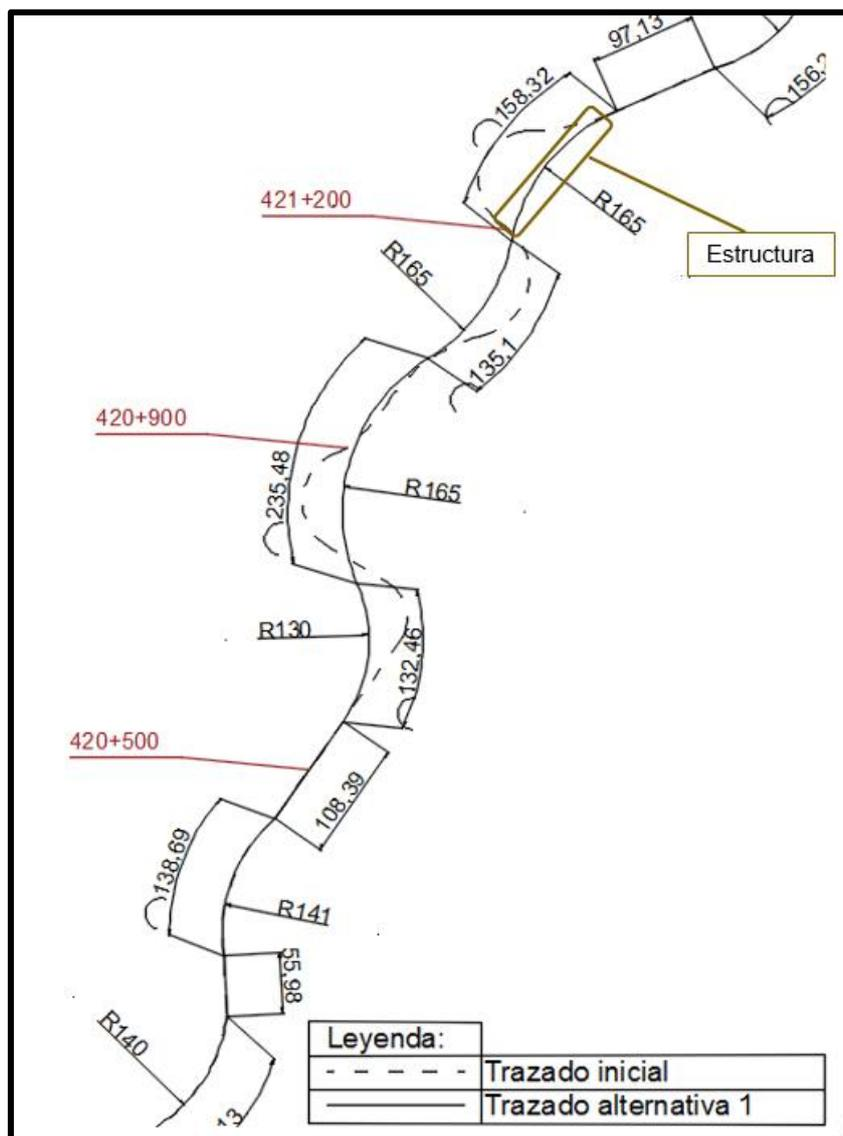 97,13
158,32
156,2
421+200
R165
Estructura
R165
135,1
420+900
235,48
R165
R130
132,46
420+500
108,39
138,69
R141
55,98
R140
13
Leyenda:
Trazado inicial
Trazado alternativa 1